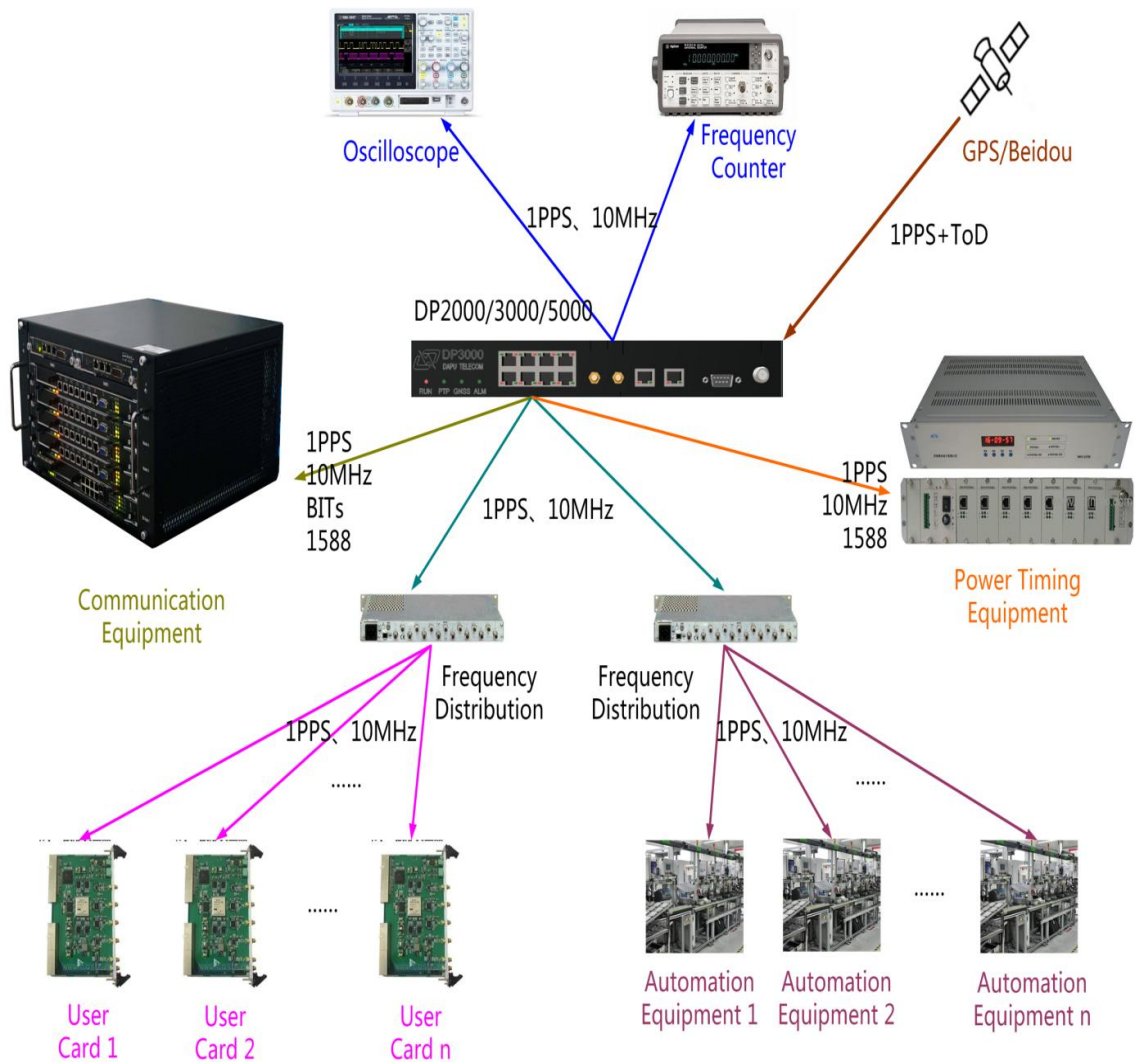 Oscilloscope
Frequency
Counter
GPS/Beidou
1PPS、10MHz
1PPS+ToD
DP2000/3000/5000
DP3000
DAPU TELECOM
RUN PTP GNSS ALM
16-09-57
1PPS
10MHz
BITs
1588
1PPS、10MHz
1PPS
10MHz
1588
Communication
Equipment
Power Timing
Equipment
Frequency
Distribution
Frequency
Distribution
1PPS、10MHz
1PPS、10MHz
......
......
......
......
User
Card 1
User
Card 2
User
Card n
Automation
Equipment 1
Automation
Equipment 2
Automation
Equipment n